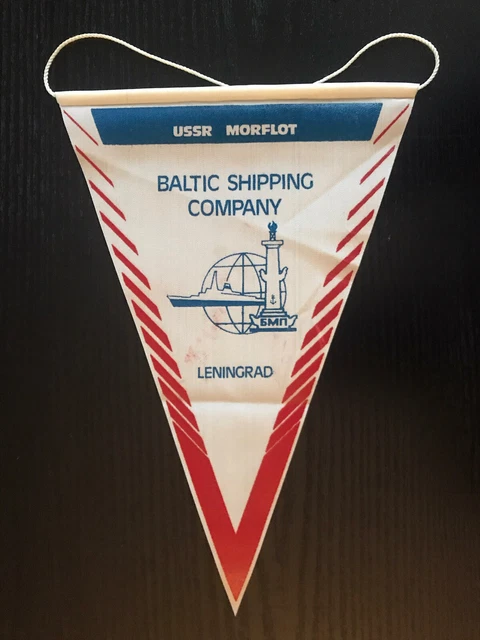 USSR MORFLOT
BALTIC SHIPPING
COMPANY
БМП
LENINGRAD